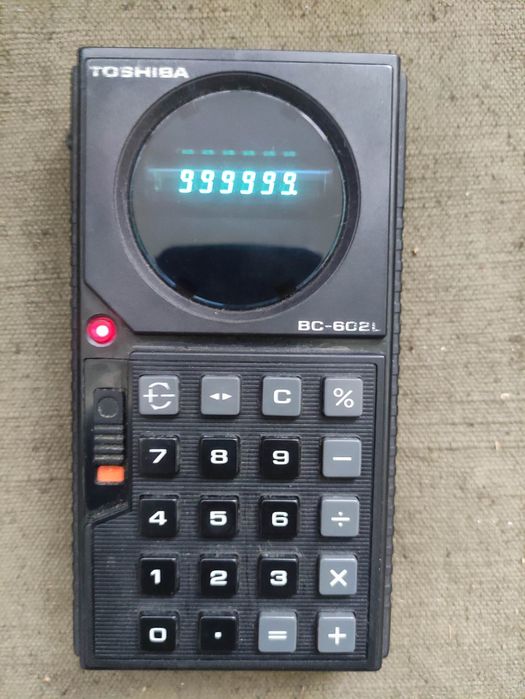 TOSHIBA
999999.
BC-602L
◂▸ C %
7 8 9 −
4 5 6 ÷
1 2 3 ×
0 . = +